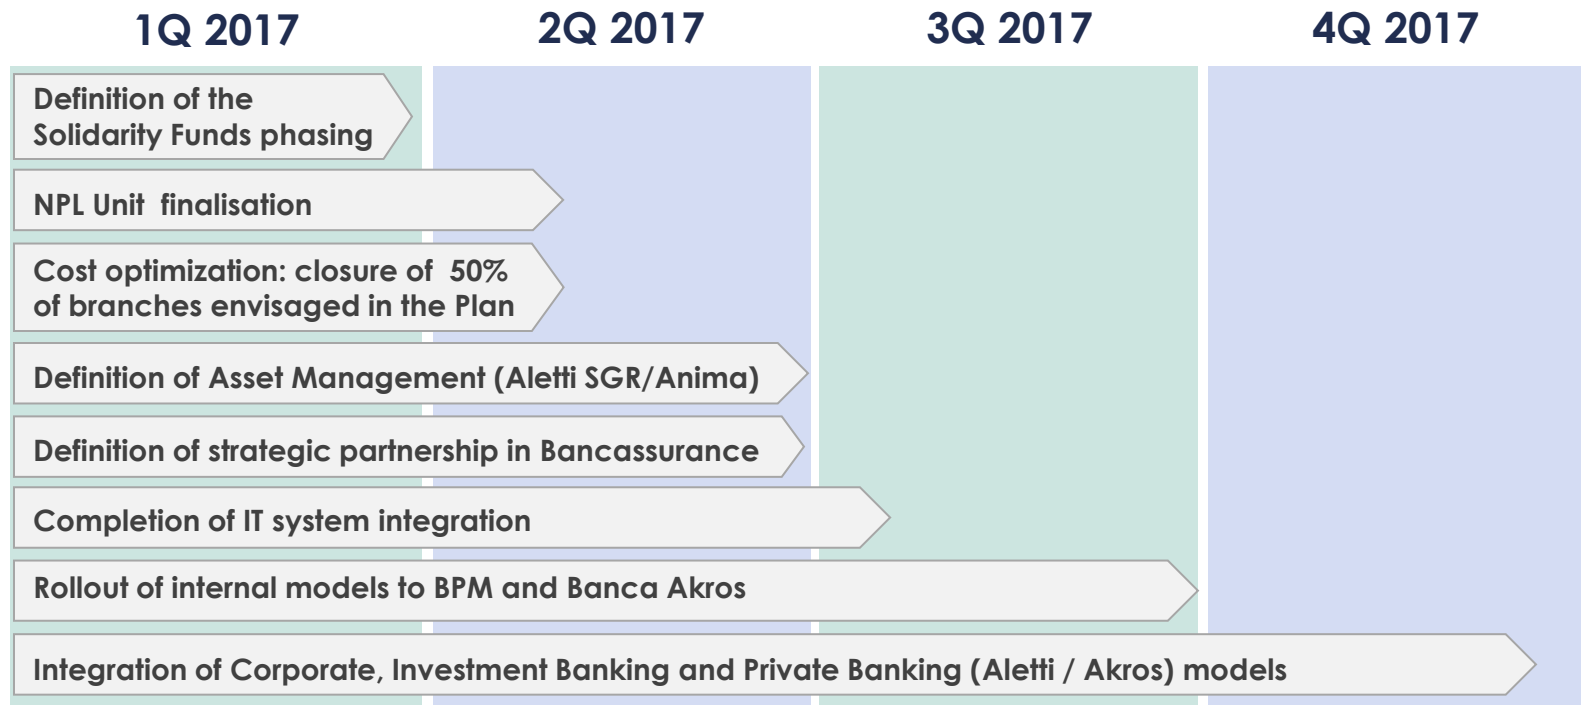 1Q 2017 2Q 2017 3Q 2017 4Q 2017
Definition of the
Solidarity Funds phasing
NPL Unit finalisation
Cost optimization: closure of 50%
of branches envisaged in the Plan
Definition of Asset Management (Aletti SGR/Anima)
Definition of strategic partnership in Bancassurance
Completion of IT system integration
Rollout of internal models to BPM and Banca Akros
Integration of Corporate, Investment Banking and Private Banking (Aletti / Akros) models